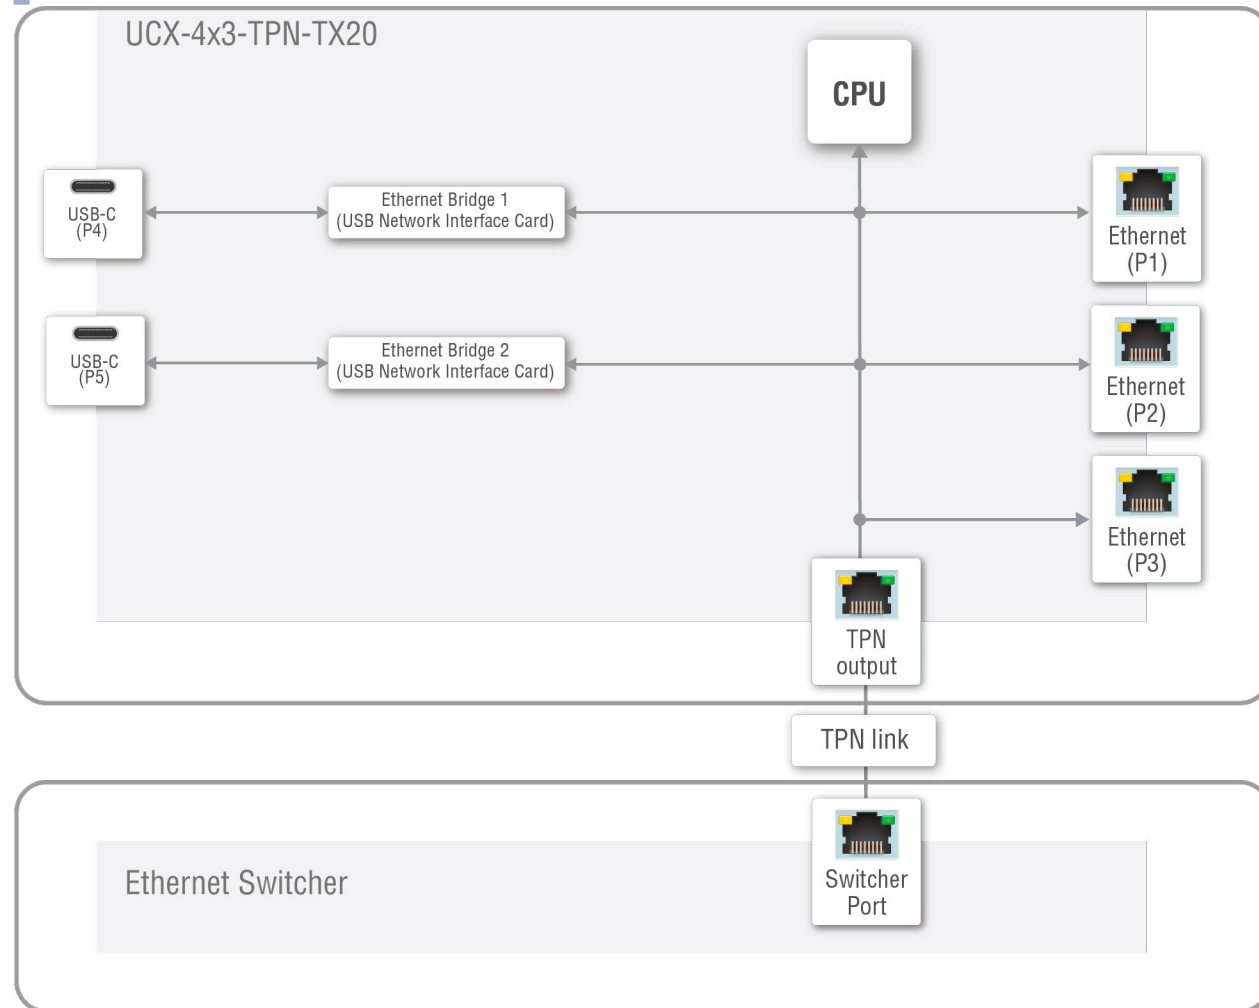 UCX-4x3-TPN-TX20
CPU
USB-C
(P4)
Ethernet Bridge 1
(USB Network Interface Card)
Ethernet
(P1)
USB-C
(P5)
Ethernet Bridge 2
(USB Network Interface Card)
Ethernet
(P2)
Ethernet
(P3)
TPN
output
TPN link
Ethernet Switcher
Switcher
Port